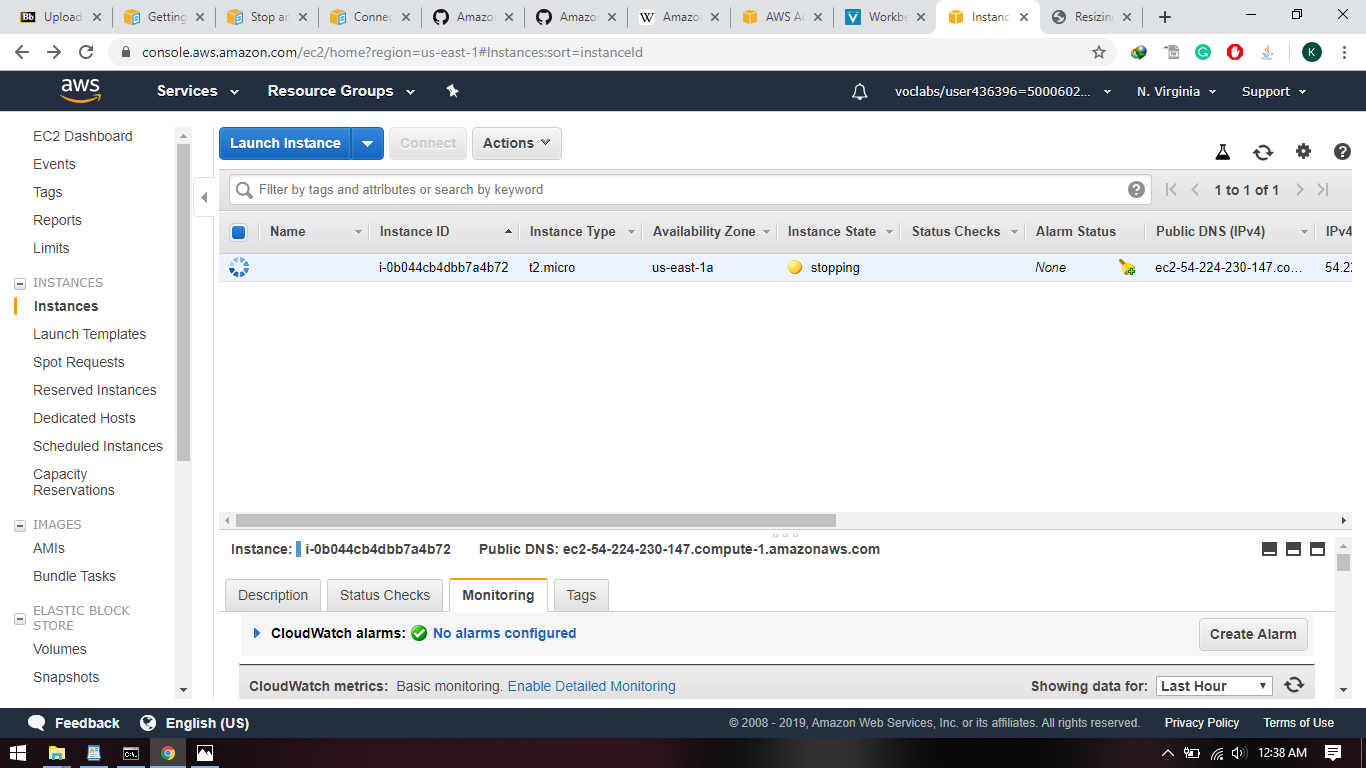 Bb Upload
Getting
Stop an
Connec
Amazo
Amazo
W Amazo
AWS Ac
Workbe
Instanc
Resizing
console.aws.amazon.com/ec2/home?region=us-east-1#Instances:sort=instanceId
K
aws
Services
Resource Groups
voclabs/user436396=5000602...
N. Virginia
Support
EC2 Dashboard
Events
Tags
Reports
Limits
INSTANCES
Instances
Launch Templates
Spot Requests
Reserved Instances
Dedicated Hosts
Scheduled Instances
Capacity
Reservations
IMAGES
AMIs
Bundle Tasks
ELASTIC BLOCK
STORE
Volumes
Snapshots
Launch Instance
Connect
Actions
Filter by tags and attributes or search by keyword
1 to 1 of 1
Name Instance ID Instance Type Availability Zone Instance State Status Checks Alarm Status Public DNS (IPv4) IPv4
i-0b044cb4dbb7a4b72 t2.micro us-east-1a stopping None ec2-54-224-230-147.co... 54.22
Instance: i-0b044cb4dbb7a4b72 Public DNS: ec2-54-224-230-147.compute-1.amazonaws.com
Description
Status Checks
Monitoring
Tags
CloudWatch alarms: No alarms configured
Create Alarm
CloudWatch metrics: Basic monitoring. Enable Detailed Monitoring
Showing data for: Last Hour
Feedback
English (US)
© 2008 - 2019, Amazon Web Services, Inc. or its affiliates. All rights reserved.
Privacy Policy
Terms of Use
12:38 AM